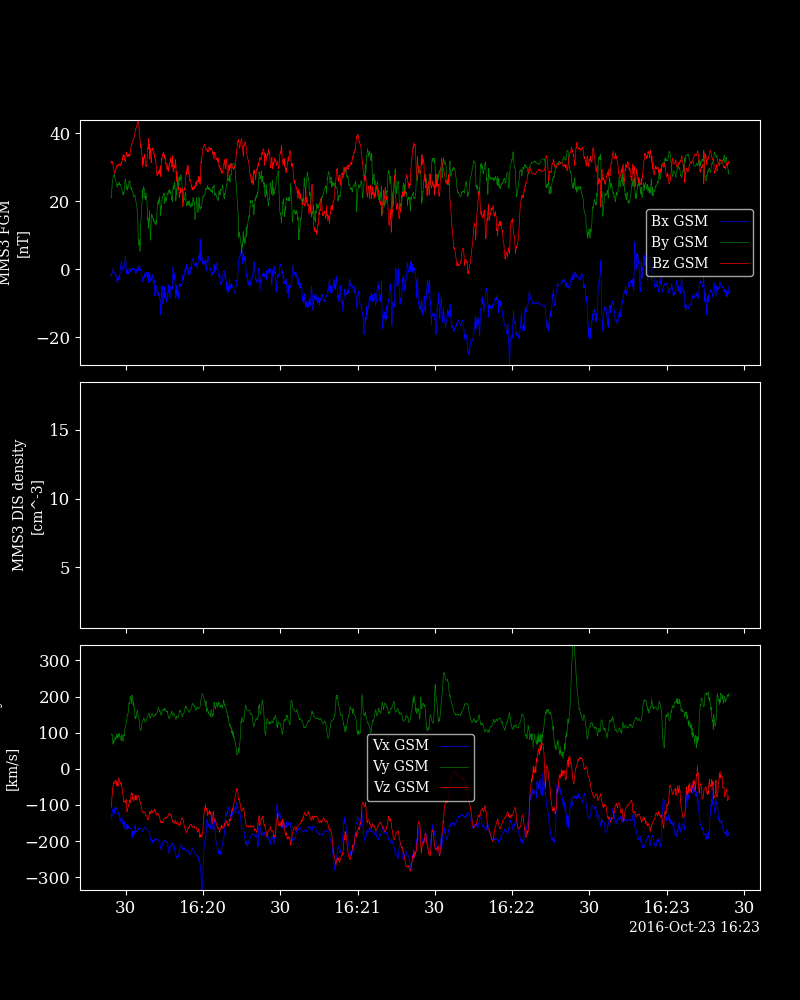 40
20
0
−20
MMS3 FGM
[nT]
Bx GSM
By GSM
Bz GSM
15
10
5
MMS3 DIS density
[cm^-3]
300
200
100
0
−100
−200
−300
[km/s]
Vx GSM
Vy GSM
Vz GSM
30 16:20 30 16:21 30 16:22 30 16:23 30
2016-Oct-23 16:23